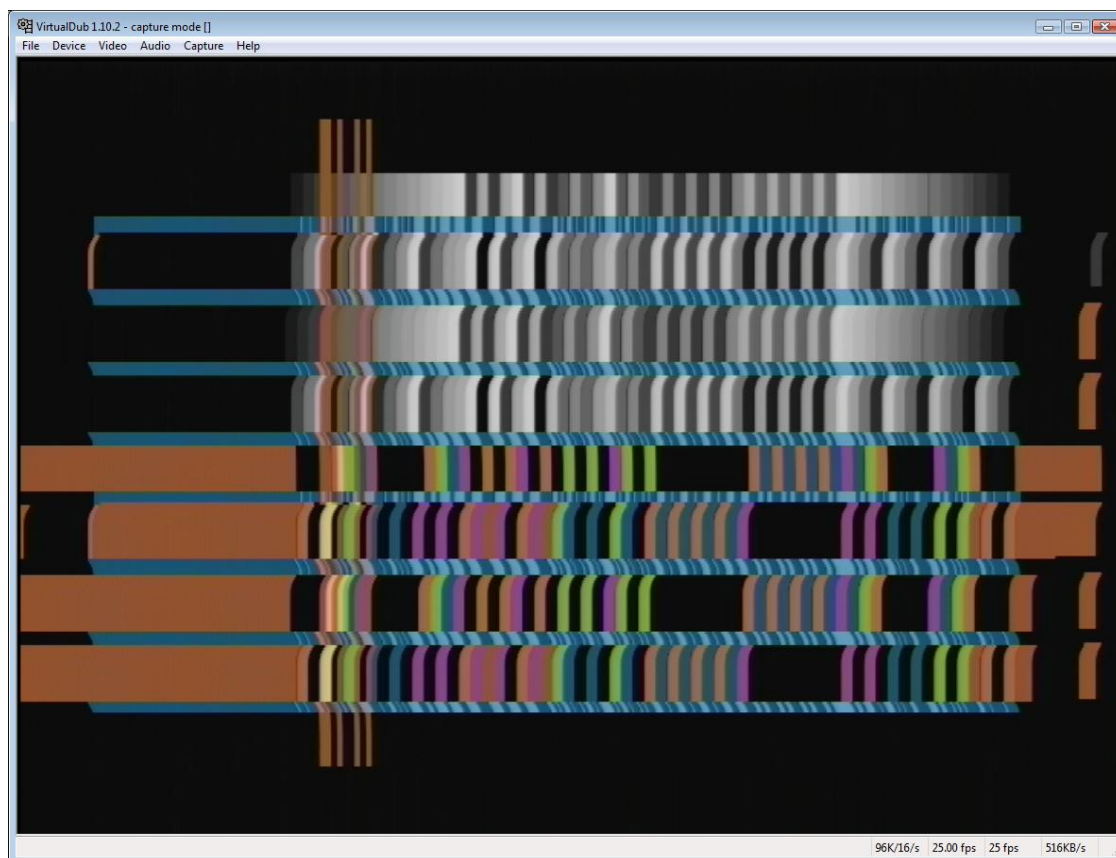 VirtualDub 1.10.2 - capture mode []
File Device Video Audio Capture Help
96K/16/s 25.00 fps 25 fps 516KB/s